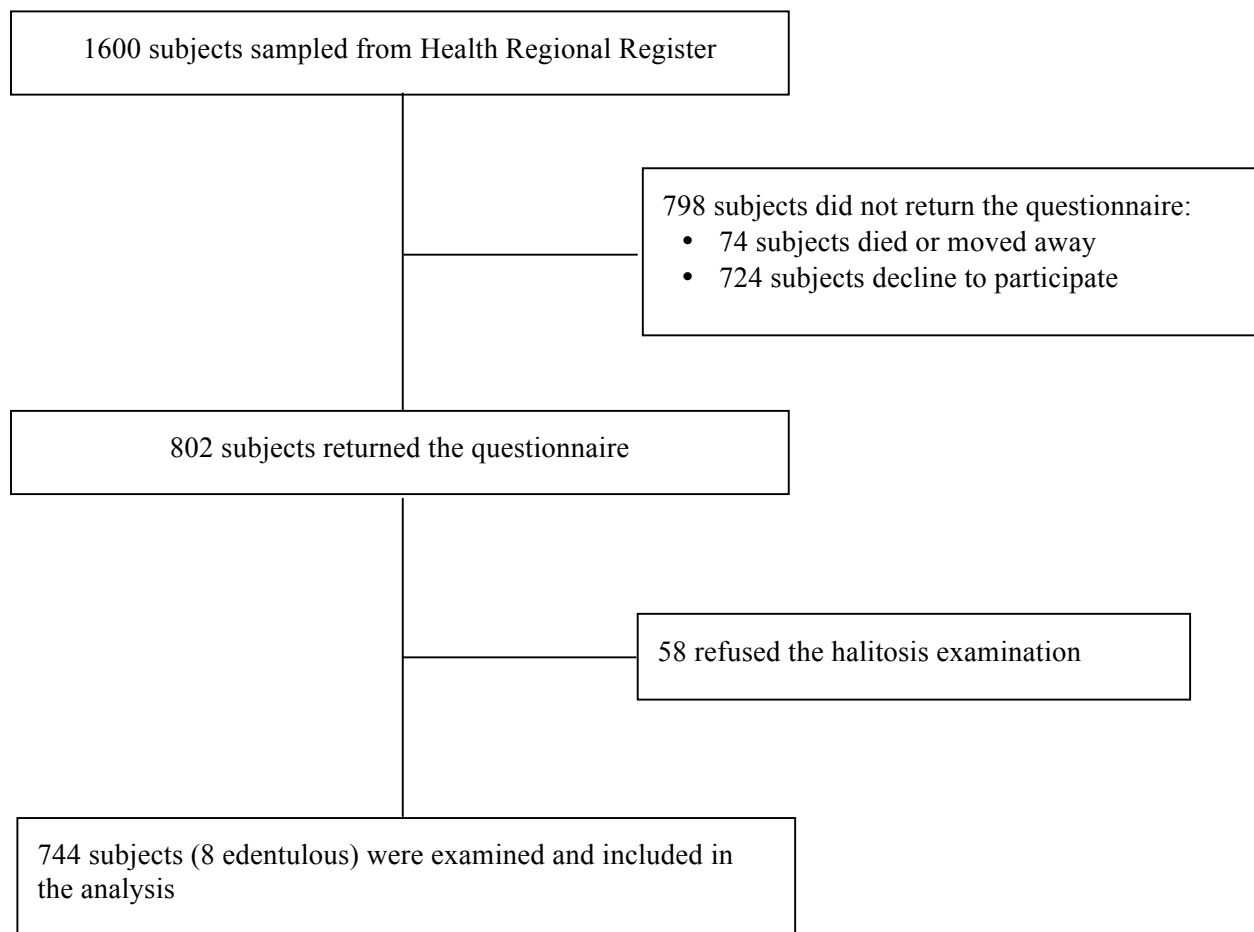 1600 subjects sampled from Health Regional Register
798 subjects did not return the questionnaire:
• 74 subjects died or moved away
• 724 subjects decline to participate
802 subjects returned the questionnaire
58 refused the halitosis examination
744 subjects (8 edentulous) were examined and included in
the analysis